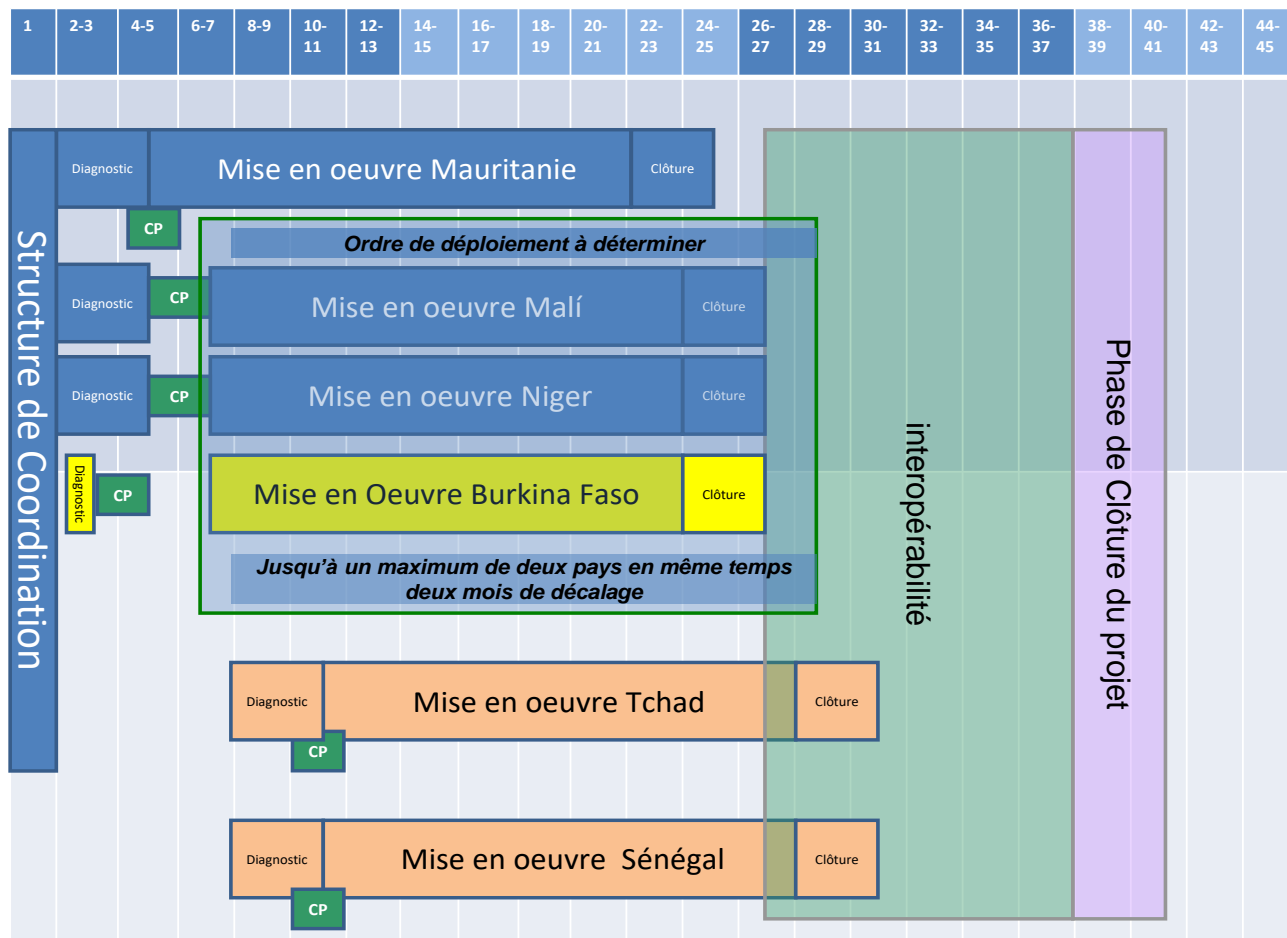 1
2-3
4-5
6-7
8-9
10-
11
12-
13
14-
15
16-
17
18-
19
20-
21
22-
23
24-
25
26-
27
28-
29
30-
31
32-
33
34-
35
36-
37
38-
39
40-
41
42-
43
44-
45
Structure de Coordination
Diagnostic
Mise en oeuvre Mauritanie
Clôture
CP
Ordre de déploiement à déterminer
Diagnostic
CP
Mise en oeuvre Malí
Clôture
Diagnostic
CP
Mise en oeuvre Niger
Clôture
Diagnostic
CP
Mise en Oeuvre Burkina Faso
Clôture
Jusqu'à un maximum de deux pays en même temps
deux mois de décalage
interopérabilité
Phase de Clôture du projet
Diagnostic
Mise en oeuvre Tchad
Clôture
CP
Diagnostic
Mise en oeuvre Sénégal
Clôture
CP